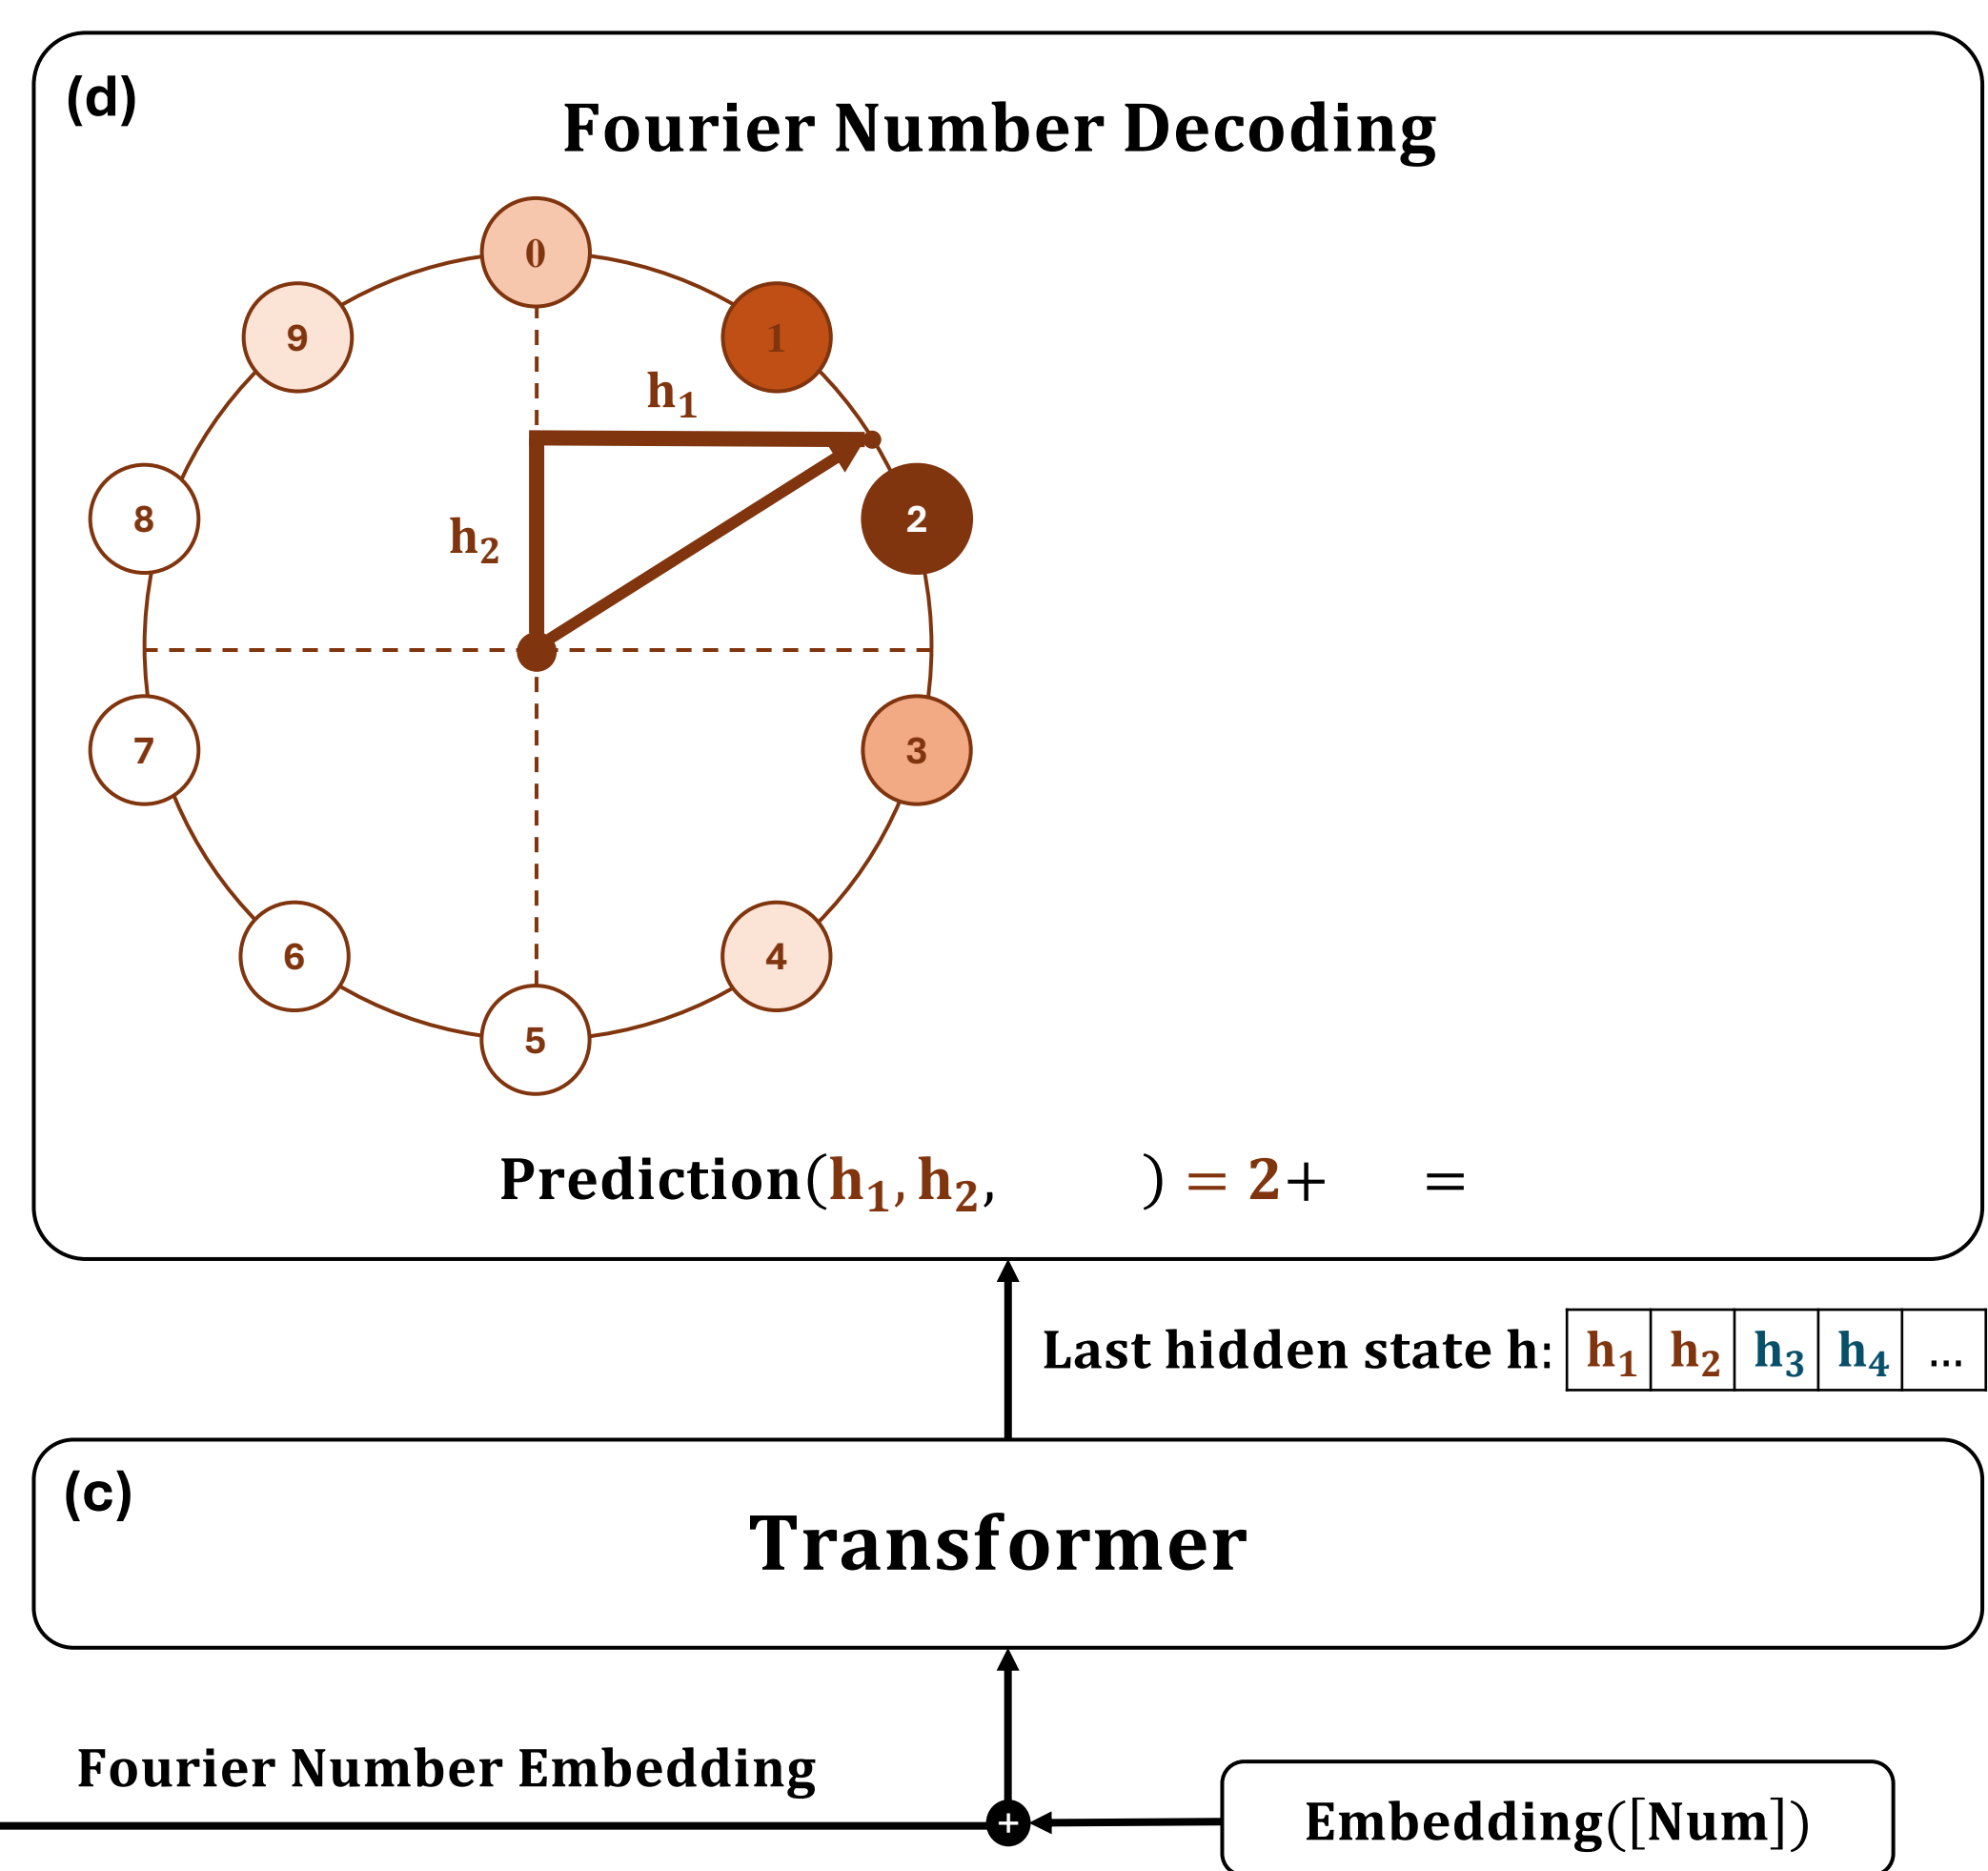 (d)
Fourier Number Decoding
0
9
1
h₁
8
h₂
2
7
3
6
4
5
Prediction(h₁, h₂, ) = 2+ =
Last hidden state h: h₁ h₂ h₃ h₄ ...
(c)
Transformer
Fourier Number Embedding
+
Embedding([Num])